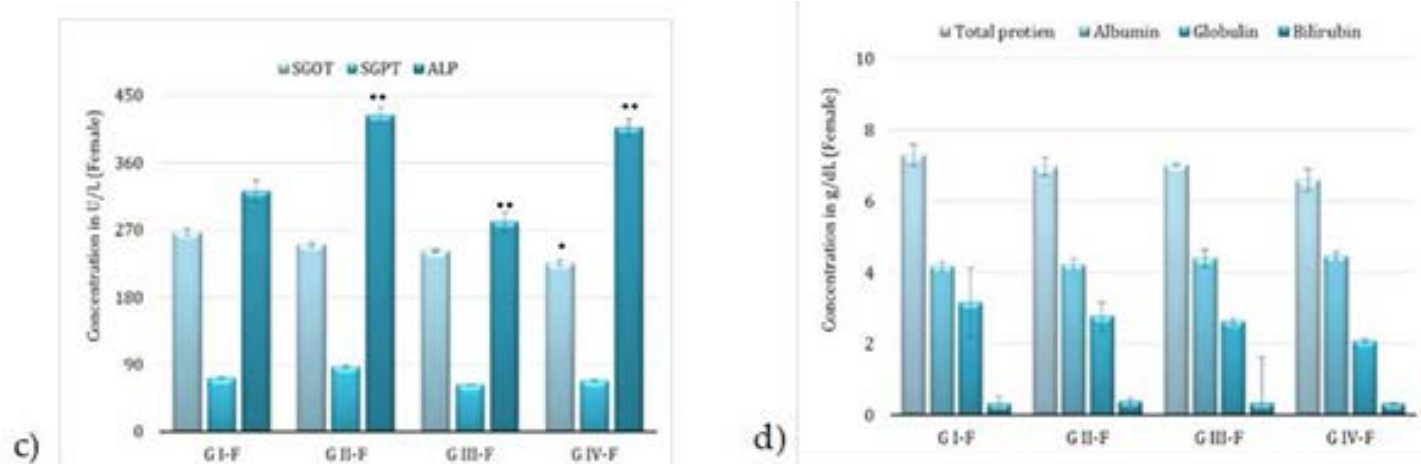 c)
SGOT SGPT ALP
Concentration in U/L (Female)
450
360
270
180
90
0
•• •• • ••
G I-F G II-F G III-F G IV-F
d)
Total protien Albumin Globulin Bilirubin
Concentration in g/dL (Female)
10
8
6
4
2
0
G I-F G II-F G III-F G IV-F